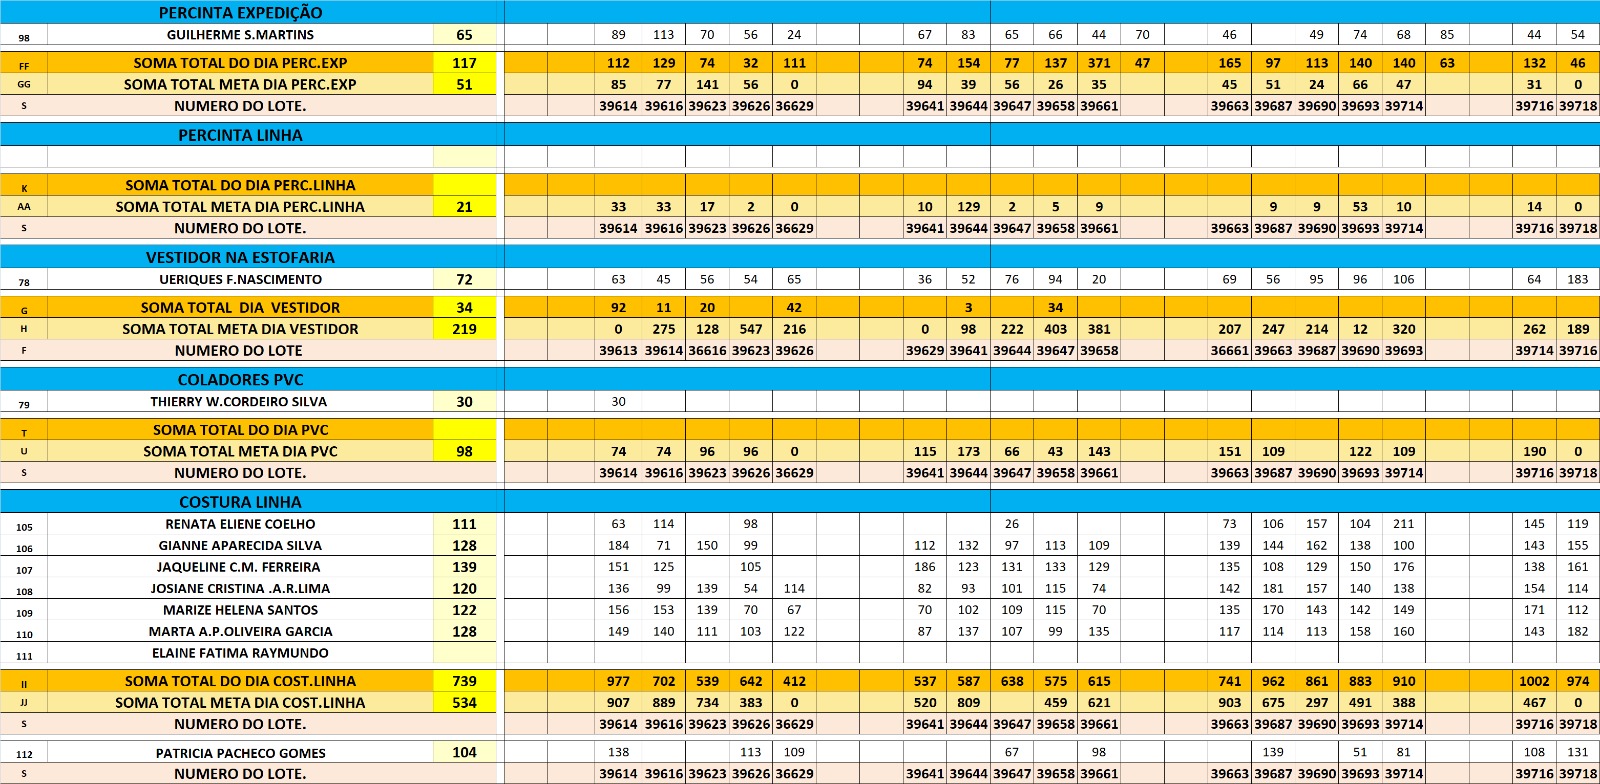 PERCINTA EXPEDIÇÃO
98 GUILHERME S.MARTINS 65 89 113 70 56 24 67 83 65 66 44 70 46 49 74 68 85 44 54
FF SOMA TOTAL DO DIA PERC.EXP 117 112 129 74 32 111 74 154 77 137 371 47 165 97 113 140 140 63 132 46
GG SOMA TOTAL META DIA PERC.EXP 51 85 77 141 56 0 94 39 56 26 35 45 51 24 66 47 31 0
S NUMERO DO LOTE. 39614 39616 39623 39626 36629 39641 39644 39647 39658 39661 39663 39687 39690 39693 39714 39716 39718
PERCINTA LINHA
K SOMA TOTAL DO DIA PERC.LINHA
AA SOMA TOTAL META DIA PERC.LINHA 21 33 33 17 2 0 10 129 2 5 9 9 9 53 10 14 0
S NUMERO DO LOTE. 39614 39616 39623 39626 36629 39641 39644 39647 39658 39661 39663 39687 39690 39693 39714 39716 39718
VESTIDOR NA ESTOFARIA
78 UERIQUES F.NASCIMENTO 72 63 45 56 54 65 36 52 76 94 20 69 56 95 96 106 64 183
G SOMA TOTAL DIA VESTIDOR 34 92 11 20 42 3 34
H SOMA TOTAL META DIA VESTIDOR 219 0 275 128 547 216 0 98 222 403 381 207 247 214 12 320 262 189
F NUMERO DO LOTE 39613 39614 36616 39623 39626 39629 39641 39644 39647 39658 36661 39663 39687 39690 39693 39714 39716
COLADORES PVC
79 THIERRY W.CORDEIRO SILVA 30 30
T SOMA TOTAL DO DIA PVC
U SOMA TOTAL META DIA PVC 98 74 74 96 96 0 115 173 66 43 143 151 109 122 109 190 0
S NUMERO DO LOTE. 39614 39616 39623 39626 36629 39641 39644 39647 39658 39661 39663 39687 39690 39693 39714 39716 39718
COSTURA LINHA
105 RENATA ELIENE COELHO 111 63 114 98 26 73 106 157 104 211 145 119
106 GIANNE APARECIDA SILVA 128 184 71 150 99 112 132 97 113 109 139 144 162 138 100 143 155
107 JAQUELINE C.M. FERREIRA 139 151 125 105 186 123 131 133 129 135 108 129 150 176 138 161
108 JOSIANE CRISTINA .A.R.LIMA 120 136 99 139 54 114 82 93 101 115 74 142 181 157 140 138 154 114
109 MARIZE HELENA SANTOS 122 156 153 139 70 67 70 102 109 115 70 135 170 143 142 149 171 112
110 MARTA A.P.OLIVEIRA GARCIA 128 149 140 111 103 122 87 137 107 99 135 117 114 113 158 160 143 182
111 ELAINE FATIMA RAYMUNDO
II SOMA TOTAL DO DIA COST.LINHA 739 977 702 539 642 412 537 587 638 575 615 741 962 861 883 910 1002 974
JJ SOMA TOTAL META DIA COST.LINHA 534 907 889 734 383 0 520 809 459 621 903 675 297 491 388 467 0
S NUMERO DO LOTE. 39614 39616 39623 39626 36629 39641 39644 39647 39658 39661 39663 39687 39690 39693 39714 39716 39718
112 PATRICIA PACHECO GOMES 104 138 113 109 67 98 139 51 81 108 131
S NUMERO DO LOTE. 39614 39616 39623 39626 36629 39641 39644 39647 39658 39661 39663 39687 39690 39693 39714 39716 39718